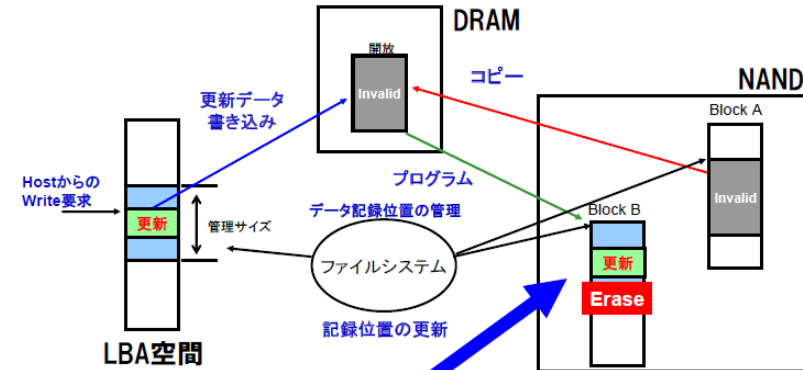 DRAM
開放
Invalid
コピー
NAND
更新データ
書き込み
Block A
Hostからの
Write要求
更新
管理サイズ
プログラム
データ記録位置の管理
Block B
Invalid
更新
ファイルシステム
Erase
記録位置の更新
LBA空間